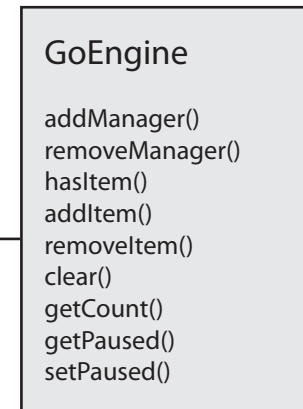 GoEngine
addManager()
removeManager()
hasItem()
addItem()
removeItem()
clear()
getCount()
getPaused()
setPaused()